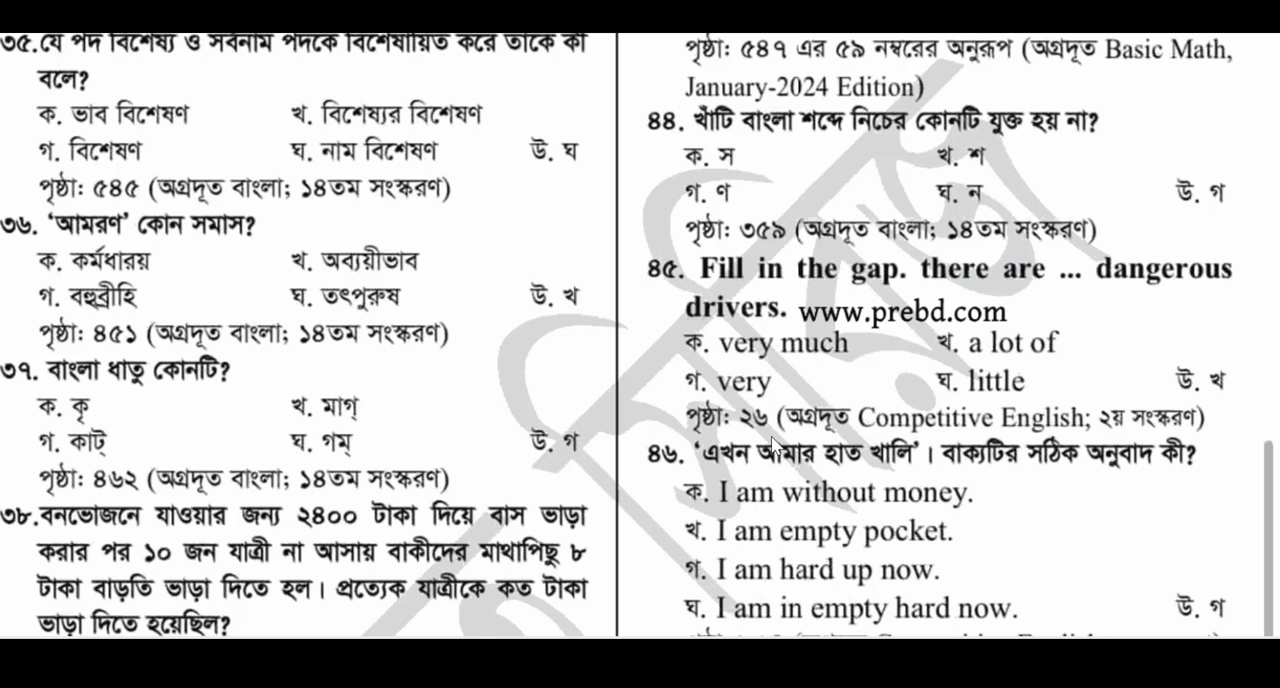 ৩৫.যে পদ বিশেষ্য ও সর্বনাম পদকে বিশেষায়িত করে তাকে কী
বলে?
ক. ভাব বিশেষণ খ. বিশেষ্যের বিশেষণ
গ. বিশেষণ ঘ. নাম বিশেষণ উ. ঘ
পৃষ্ঠা: ৫৪৫ (অগ্রদূত বাংলা; ১৪তম সংস্করণ)
৩৬. ‘আমরণ’ কোন সমাস?
ক. কর্মধারয় খ. অব্যয়ীভাব
গ. বহুব্রীহি ঘ. তৎপুরুষ উ. খ
পৃষ্ঠা: ৪৫১ (অগ্রদূত বাংলা; ১৪তম সংস্করণ)
৩৭. বাংলা ধাতু কোনটি?
ক. কৃ খ. মাগ্
গ. কাট্ ঘ. গম্ উ. গ
পৃষ্ঠা: ৪৬২ (অগ্রদূত বাংলা; ১৪তম সংস্করণ)
৩৮.বনভোজনে যাওয়ার জন্য ২৪০০ টাকা দিয়ে বাস ভাড়া
করার পর ১০ জন যাত্রী না আসায় বাকীদের মাথাপিছু ৮
টাকা বাড়তি ভাড়া দিতে হল। প্রত্যেক যাত্রীকে কত টাকা
ভাড়া দিতে হয়েছিল?
পৃষ্ঠা: ৫৪৭ এর ৫৯ নম্বরের অনুরূপ (অগ্রদূত Basic Math,
January-2024 Edition)
৪৪. খাঁটি বাংলা শব্দে নিচের কোনটি যুক্ত হয় না?
ক. স খ. শ
গ. ণ ঘ. ন উ. গ
পৃষ্ঠা: ৩৫৯ (অগ্রদূত বাংলা; ১৪তম সংস্করণ)
৪৫. Fill in the gap. there are ... dangerous
drivers. www.prebd.com
ক. very much খ. a lot of
গ. very ঘ. little উ. খ
পৃষ্ঠা: ২৬ (অগ্রদূত Competitive English; ২য় সংস্করণ)
৪৬. ‘এখন আমার হাত খালি’। বাক্যটির সঠিক অনুবাদ কী?
ক. I am without money.
খ. I am empty pocket.
গ. I am hard up now.
ঘ. I am in empty hard now. উ. গ